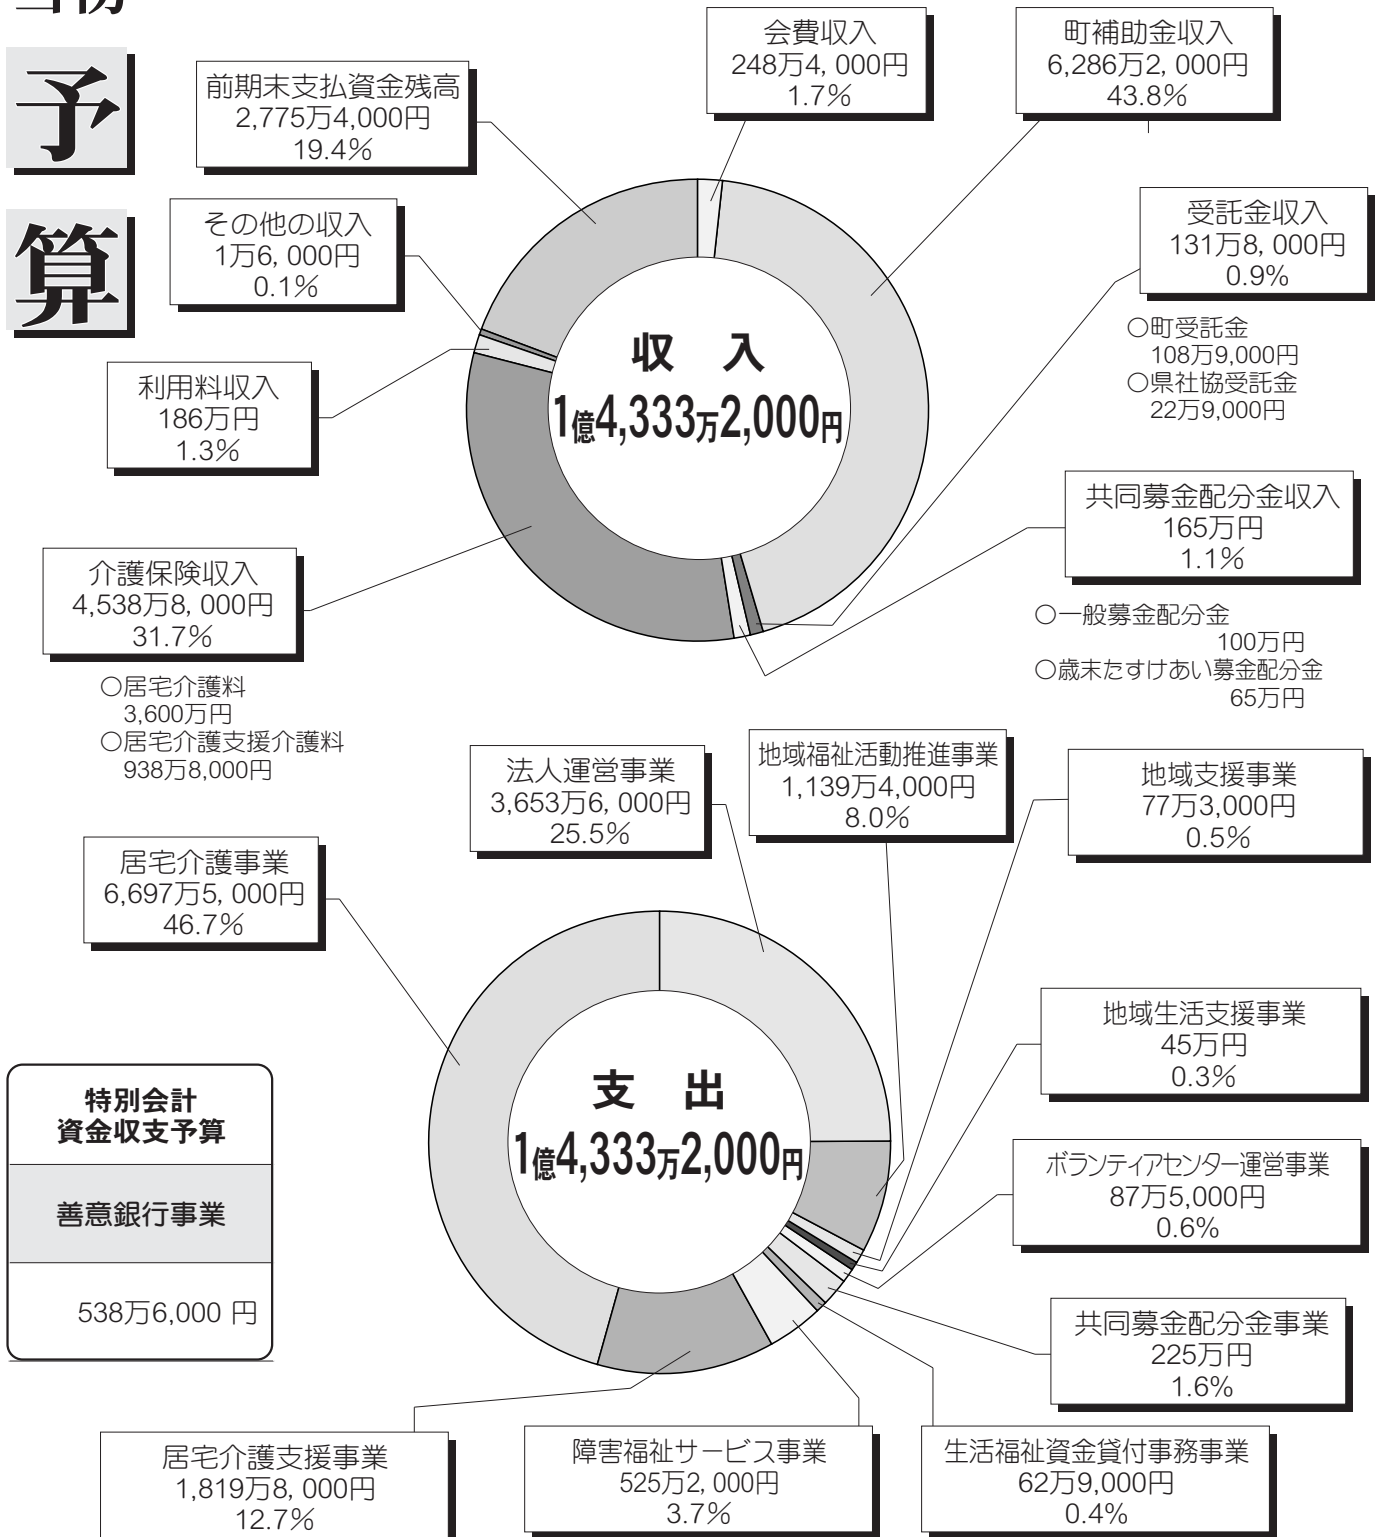 予
算
前期末支払資金残高
2,775万4,000円
19.4%
会費収入
248万4,000円
1.7%
町補助金収入
6,286万2,000円
43.8%
その他の収入
1万6,000円
0.1%
受託金収入
131万8,000円
0.9%
○町受託金
108万9,000円
○県社協受託金
22万9,000円
収 入
1億4,333万2,000円
利用料収入
186万円
1.3%
共同募金配分金収入
165万円
1.1%
○一般募金配分金
100万円
○歳末たすけあい募金配分金
65万円
介護保険収入
4,538万8,000円
31.7%
○居宅介護料
3,600万円
○居宅介護支援介護料
938万8,000円
法人運営事業
3,653万6,000円
25.5%
地域福祉活動推進事業
1,139万4,000円
8.0%
地域支援事業
77万3,000円
0.5%
居宅介護事業
6,697万5,000円
46.7%
地域生活支援事業
45万円
0.3%
支 出
1億4,333万2,000円
ボランティアセンター運営事業
87万5,000円
0.6%
特別会計
資金収支予算
善意銀行事業
538万6,000 円
共同募金配分金事業
225万円
1.6%
居宅介護支援事業
1,819万8,000円
12.7%
障害福祉サービス事業
525万2,000円
3.7%
生活福祉資金貸付事務事業
62万9,000円
0.4%